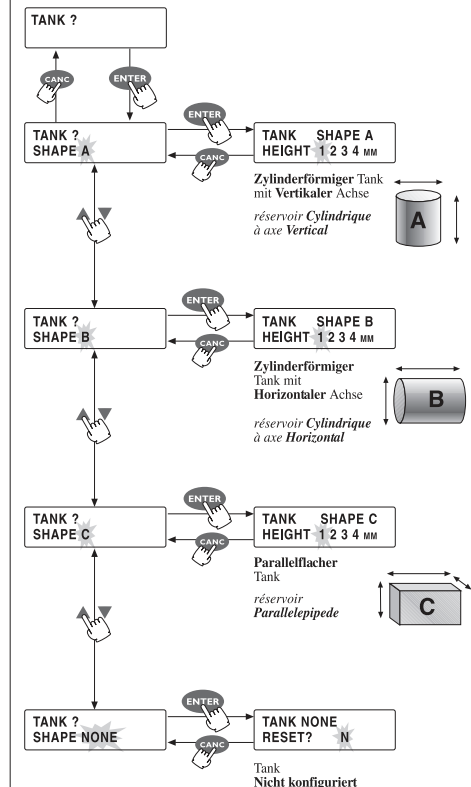 TANK ?
CANC
ENTER
TANK ?
SHAPE A
ENTER
CANC
TANK SHAPE A
HEIGHT 1 2 3 4 MM
Zylinderförmiger Tank
mit Vertikaler Achse
réservoir Cylindrique
à axe Vertical
A
TANK ?
SHAPE B
ENTER
CANC
TANK SHAPE B
HEIGHT 1 2 3 4 MM
Zylinderförmiger
Tank mit
Horizontaler Achse
réservoir Cylindrique
à axe Horizontal
B
TANK ?
SHAPE C
ENTER
CANC
TANK SHAPE C
HEIGHT 1 2 3 4 MM
Parallelflacher
Tank
réservoir
Parallelepipede
C
TANK ?
SHAPE NONE
ENTER
CANC
TANK NONE
RESET? N
Tank
Nicht konfiguriert